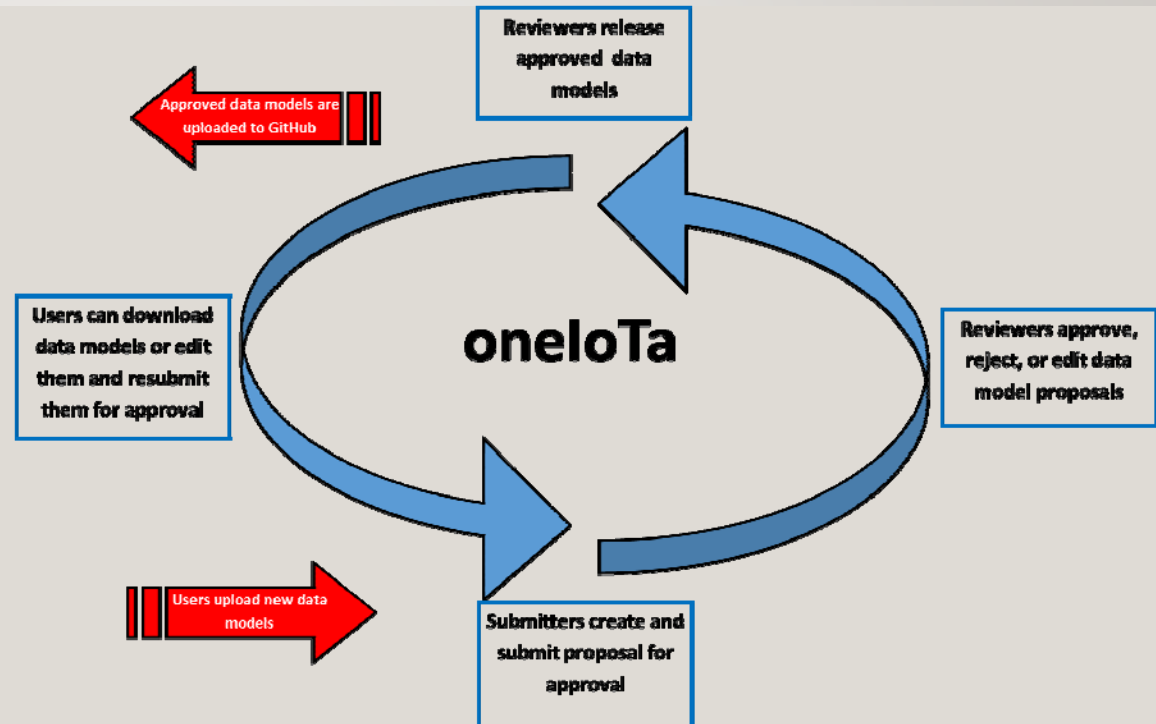 Reviewers release
approved data
models
Approved data models are
uploaded to GitHub
Users can download
data models or edit
them and resubmit
them for approval
oneIoTa
Reviewers approve,
reject, or edit data
model proposals
Users upload new data
models
Submitters create and
submit proposal for
approval